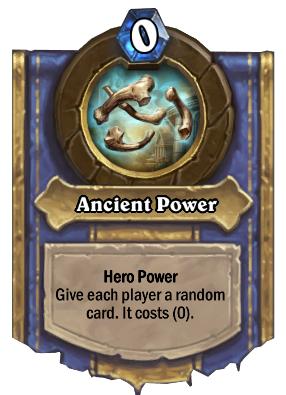 0
Ancient Power
Hero Power
Give each player a random
card. It costs (0).